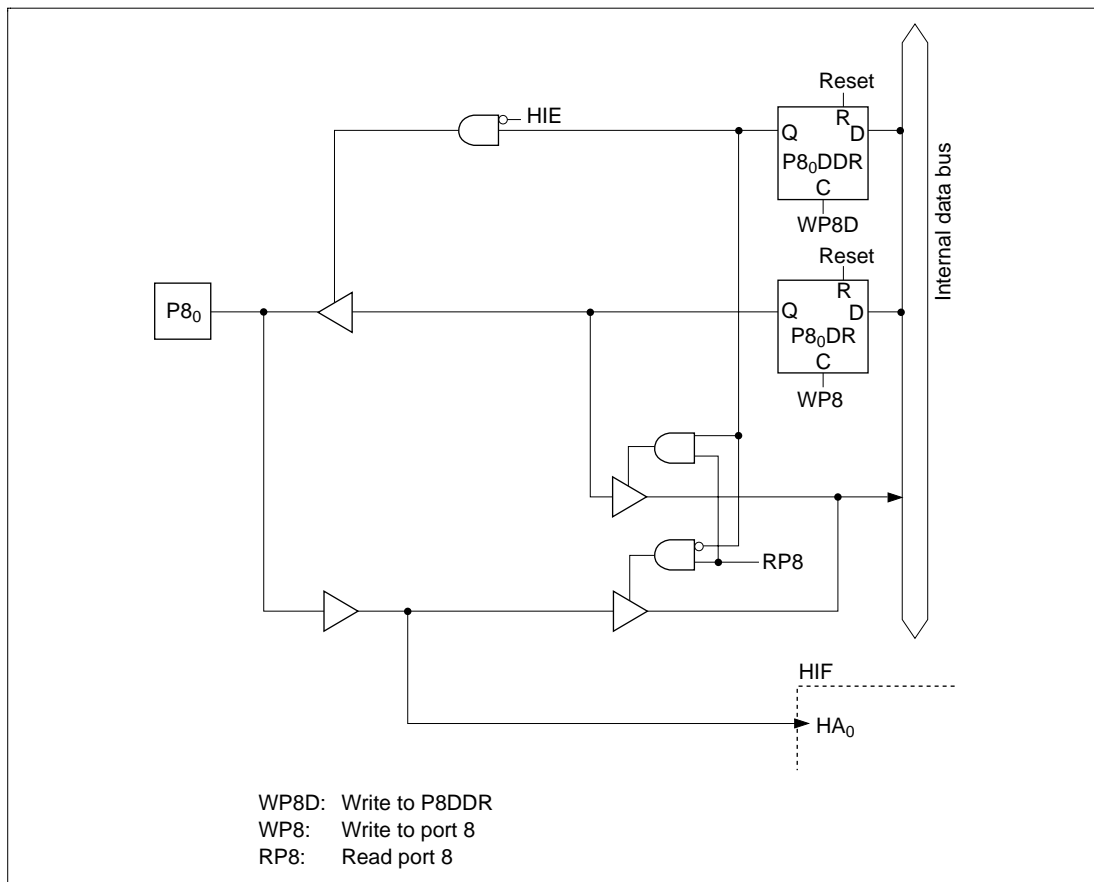 Reset
HIE
R
Q
D
P8₀DDR
C
WP8D
Reset
R
Q
D
P8₀
P8₀DR
C
WP8
Internal data bus
RP8
HIF
HA₀
WP8D: Write to P8DDR
WP8: Write to port 8
RP8: Read port 8